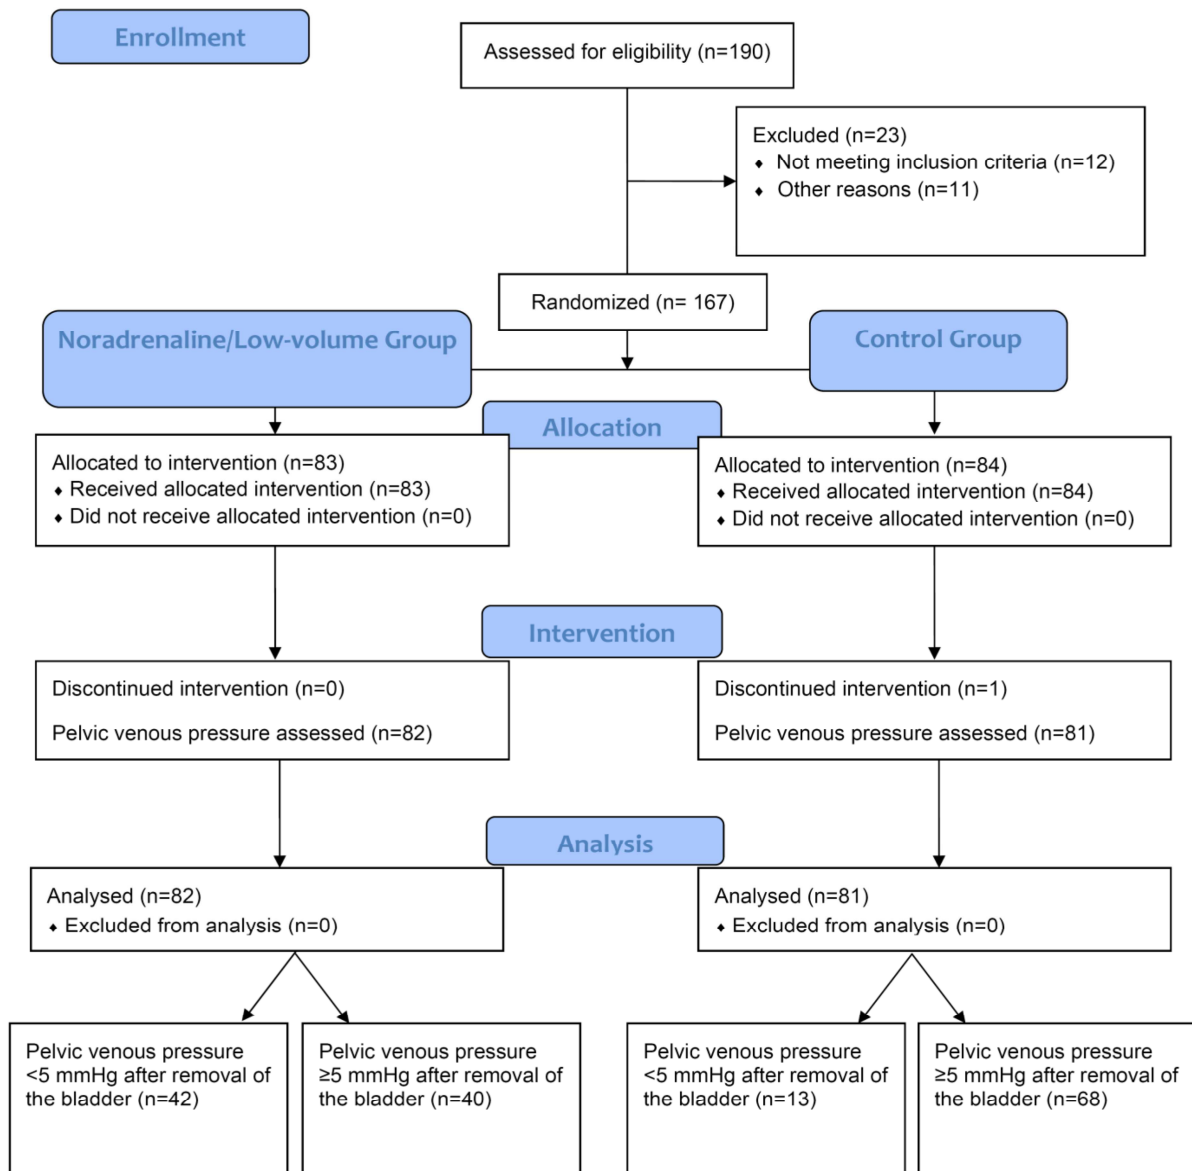 Enrollment
Assessed for eligibility (n=190)
Excluded (n=23)
♦ Not meeting inclusion criteria (n=12)
♦ Other reasons (n=11)
Randomized (n= 167)
Noradrenaline/Low-volume Group
Control Group
Allocation
Allocated to intervention (n=83)
♦ Received allocated intervention (n=83)
♦ Did not receive allocated intervention (n=0)
Allocated to intervention (n=84)
♦ Received allocated intervention (n=84)
♦ Did not receive allocated intervention (n=0)
Intervention
Discontinued intervention (n=0)
Pelvic venous pressure assessed (n=82)
Discontinued intervention (n=1)
Pelvic venous pressure assessed (n=81)
Analysis
Analysed (n=82)
♦ Excluded from analysis (n=0)
Analysed (n=81)
♦ Excluded from analysis (n=0)
Pelvic venous pressure
<5 mmHg after removal of
the bladder (n=42)
Pelvic venous pressure
≥5 mmHg after removal of
the bladder (n=40)
Pelvic venous pressure
<5 mmHg after removal of
the bladder (n=13)
Pelvic venous pressure
≥5 mmHg after removal of
the bladder (n=68)